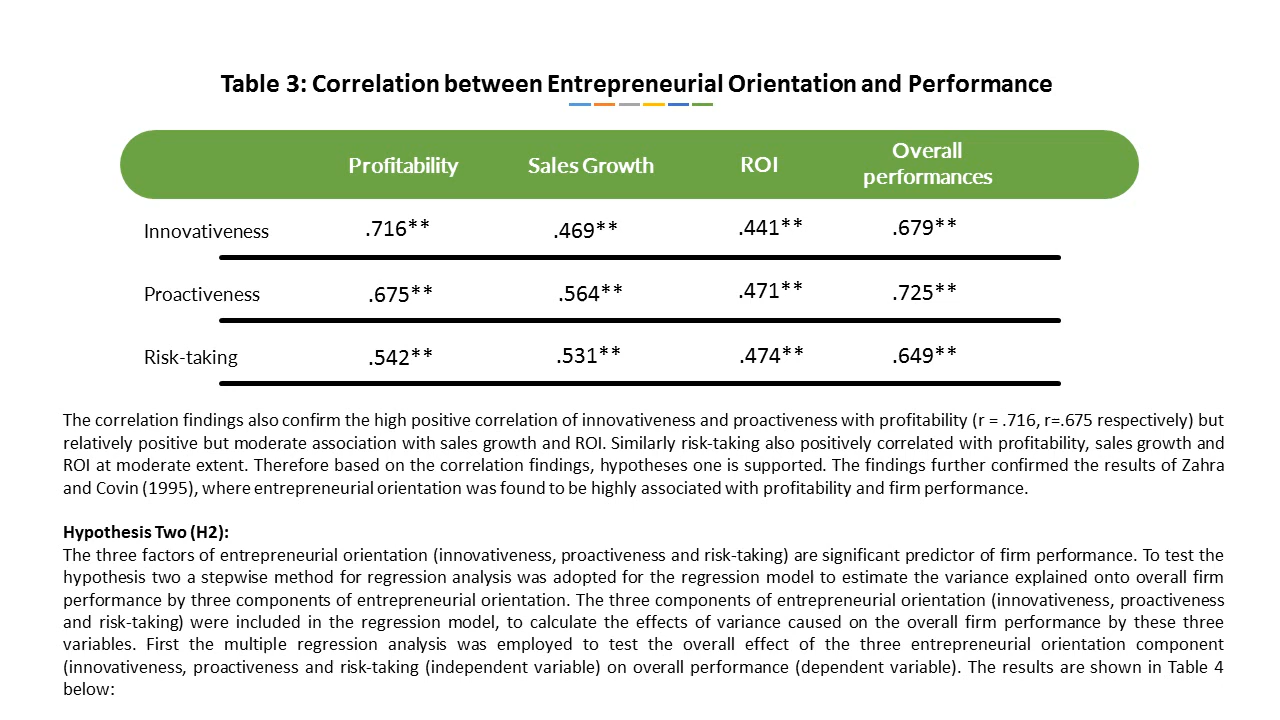 Table 3: Correlation between Entrepreneurial Orientation and Performance
Profitability Sales Growth ROI Overall performances
Innovativeness .716** .469** .441** .679**
Proactiveness .675** .564** .471** .725**
Risk-taking .542** .531** .474** .649**
The correlation findings also confirm the high positive correlation of innovativeness and proactiveness with profitability (r = .716, r=.675 respectively) but
relatively positive but moderate association with sales growth and ROI. Similarly risk-taking also positively correlated with profitability, sales growth and
ROI at moderate extent. Therefore based on the correlation findings, hypotheses one is supported. The findings further confirmed the results of Zahra
and Covin (1995), where entrepreneurial orientation was found to be highly associated with profitability and firm performance.
Hypothesis Two (H2):
The three factors of entrepreneurial orientation (innovativeness, proactiveness and risk-taking) are significant predictor of firm performance. To test the
hypothesis two a stepwise method for regression analysis was adopted for the regression model to estimate the variance explained onto overall firm
performance by three components of entrepreneurial orientation. The three components of entrepreneurial orientation (innovativeness, proactiveness
and risk-taking) were included in the regression model, to calculate the effects of variance caused on the overall firm performance by these three
variables. First the multiple regression analysis was employed to test the overall effect of the three entrepreneurial orientation component
(innovativeness, proactiveness and risk-taking (independent variable) on overall performance (dependent variable). The results are shown in Table 4
below: